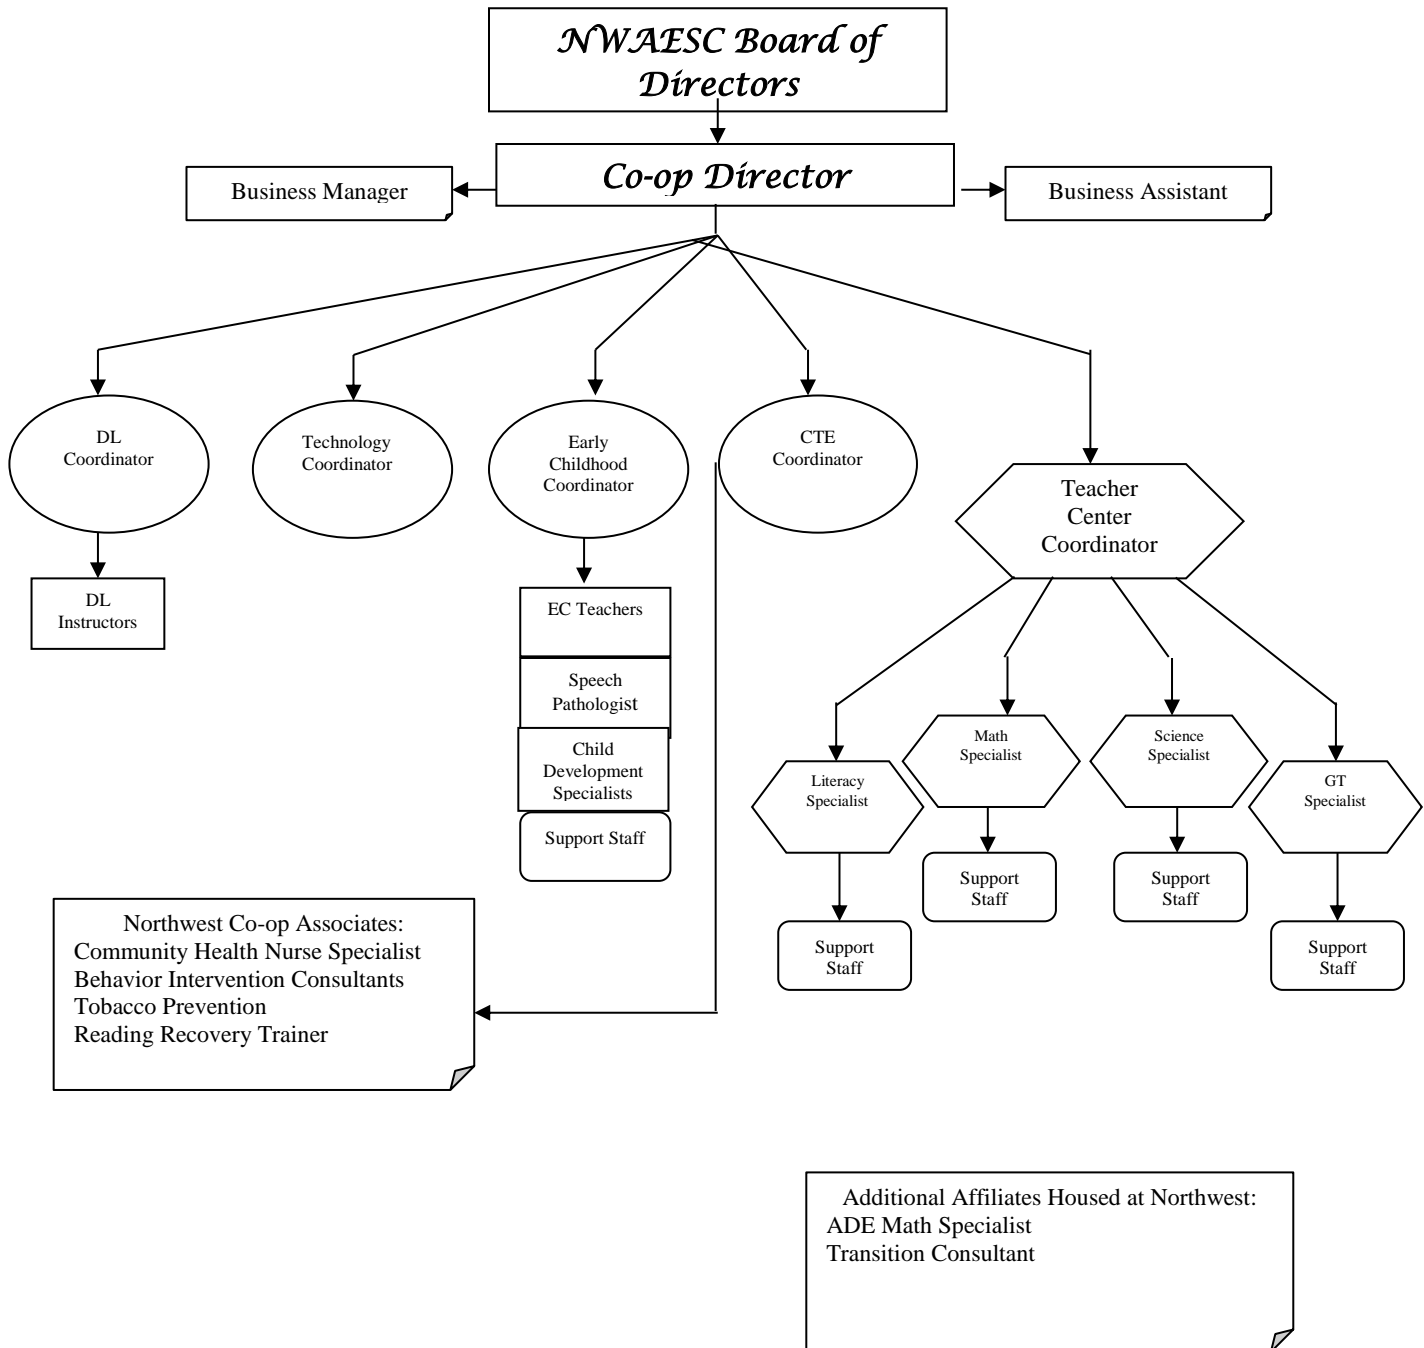 NWAESC Board of
Directors
Co-op Director
Business Manager
Business Assistant
DL
Coordinator
Technology
Coordinator
Early
Childhood
Coordinator
CTE
Coordinator
Teacher
Center
Coordinator
DL
Instructors
EC Teachers
Speech
Pathologist
Child
Development
Specialists
Support Staff
Literacy
Specialist
Math
Specialist
Science
Specialist
GT
Specialist
Support
Staff
Support
Staff
Support
Staff
Support
Staff
Northwest Co-op Associates:
Community Health Nurse Specialist
Behavior Intervention Consultants
Tobacco Prevention
Reading Recovery Trainer
Additional Affiliates Housed at Northwest:
ADE Math Specialist
Transition Consultant